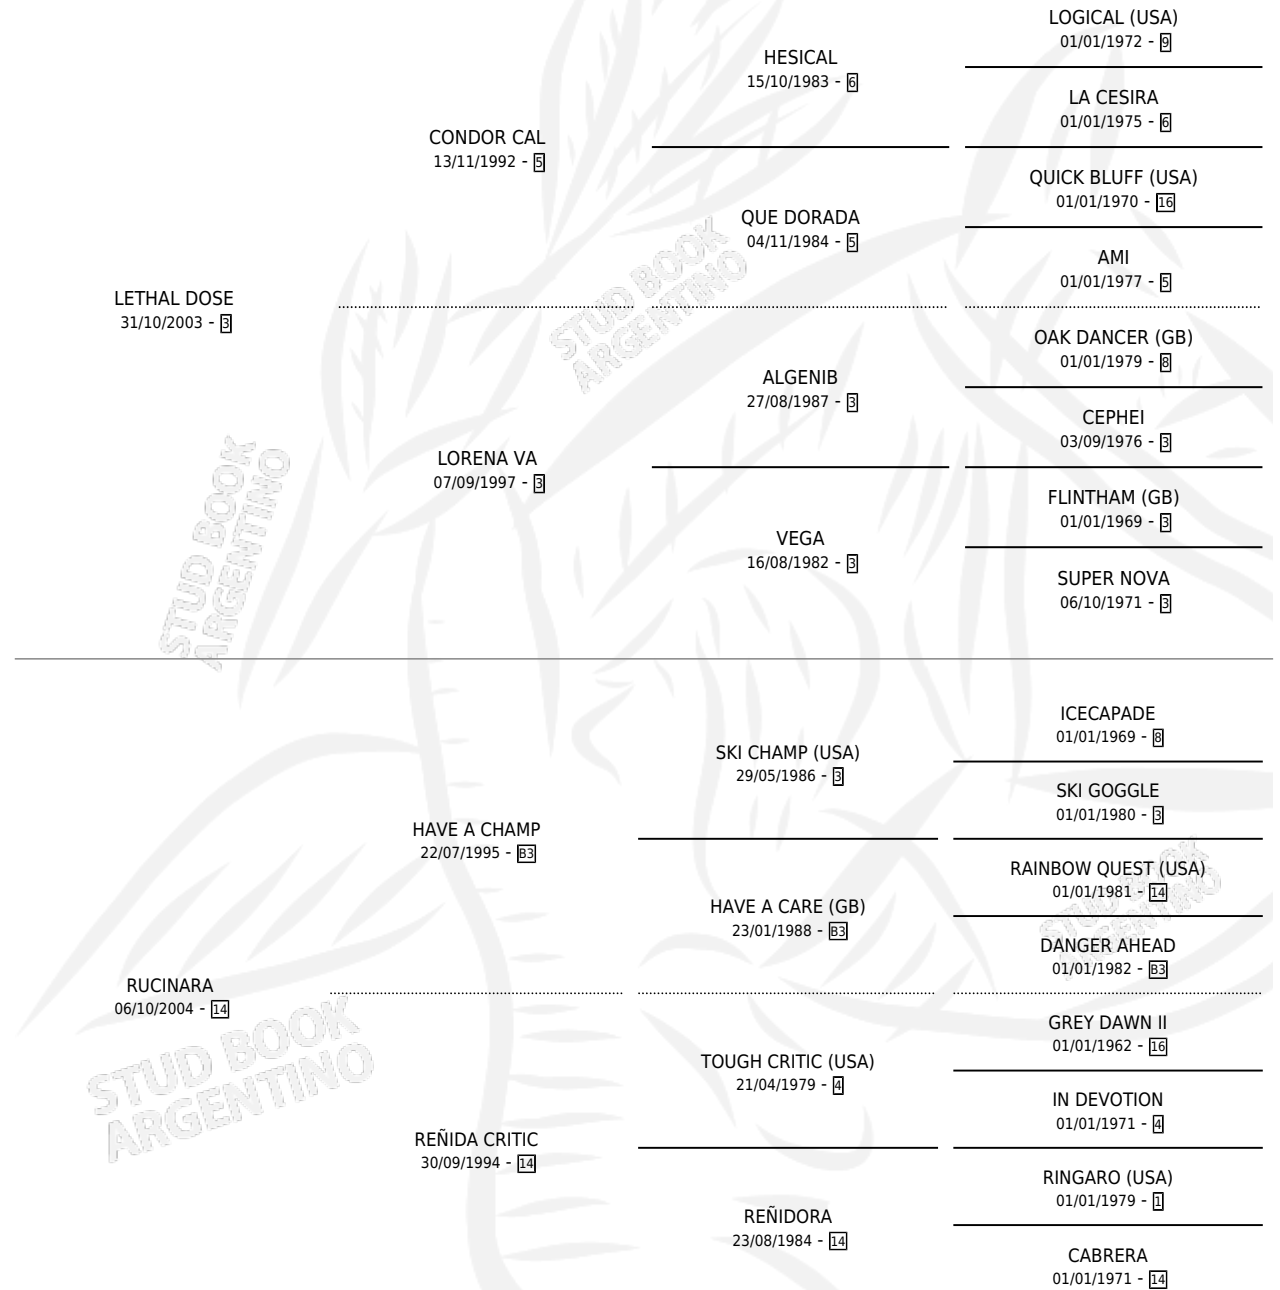 LOGICAL (USA)
01/01/1972 - 9
HESICAL
15/10/1983 - 6
LA CESIRA
01/01/1975 - 6
CONDOR CAL
13/11/1992 - 5
QUICK BLUFF (USA)
01/01/1970 - 16
QUE DORADA
04/11/1984 - 5
AMI
01/01/1977 - 5
LETHAL DOSE
31/10/2003 - 3
STUD BOOK
ARGENTINO
OAK DANCER (GB)
01/01/1979 - 8
ALGENIB
27/08/1987 - 3
CEPHEI
03/09/1976 - 3
LORENA VA
07/09/1997 - 3
FLINTHAM (GB)
01/01/1969 - 3
VEGA
16/08/1982 - 3
SUPER NOVA
06/10/1971 - 3
STUD BOOK
ARGENTINO
ICECAPADE
01/01/1969 - 8
SKI CHAMP (USA)
29/05/1986 - 3
SKI GOGGLE
01/01/1980 - 3
HAVE A CHAMP
22/07/1995 - B3
RAINBOW QUEST (USA)
01/01/1981 - 14
HAVE A CARE (GB)
23/01/1988 - B3
DANGER AHEAD
01/01/1982 - B3
STUD BOOK
ARGENTINO
RUCINARA
06/10/2004 - 14
GREY DAWN II
01/01/1962 - 16
TOUGH CRITIC (USA)
21/04/1979 - 4
IN DEVOTION
01/01/1971 - 4
STUD BOOK
ARGENTINO
REÑIDA CRITIC
30/09/1994 - 14
RINGARO (USA)
01/01/1979 - 1
REÑIDORA
23/08/1984 - 14
CABRERA
01/01/1971 - 14